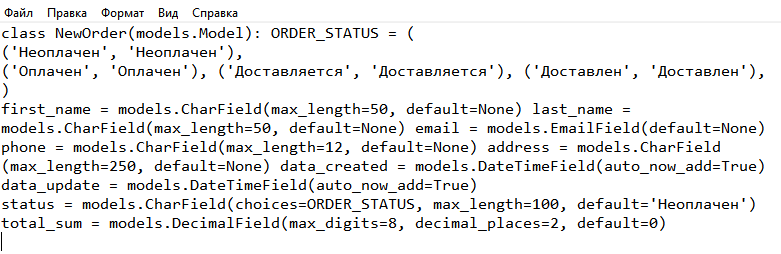 Файл Правка Формат Вид Справка
class NewOrder(models.Model): ORDER_STATUS = (
('Неоплачен', 'Неоплачен'),
('Оплачен', 'Оплачен'), ('Доставляется', 'Доставляется'), ('Доставлен', 'Доставлен'),
)
first_name = models.CharField(max_length=50, default=None) last_name =
models.CharField(max_length=50, default=None) email = models.EmailField(default=None)
phone = models.CharField(max_length=12, default=None) address = models.CharField
(max_length=250, default=None) data_created = models.DateTimeField(auto_now_add=True)
data_update = models.DateTimeField(auto_now_add=True)
status = models.CharField(choices=ORDER_STATUS, max_length=100, default='Неоплачен')
total_sum = models.DecimalField(max_digits=8, decimal_places=2, default=0)